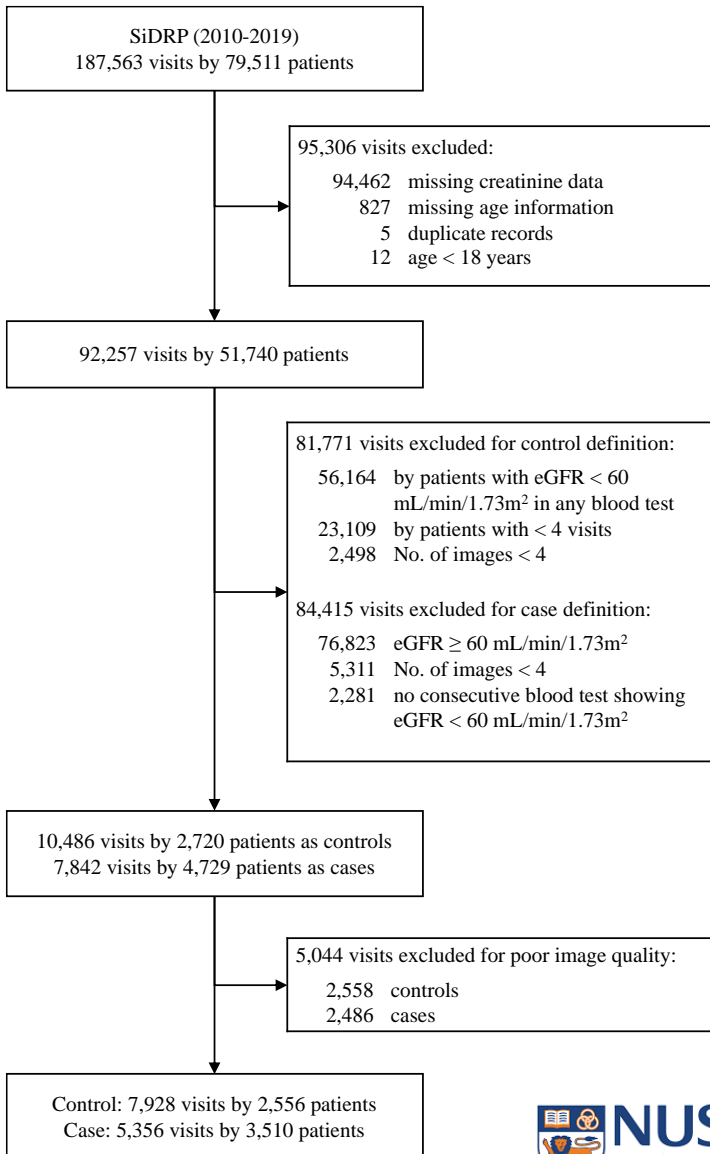 SiDRP (2010-2019)
187,563 visits by 79,511 patients
95,306 visits excluded:
94,462 missing creatinine data
827 missing age information
5 duplicate records
12 age < 18 years
92,257 visits by 51,740 patients
81,771 visits excluded for control definition:
56,164 by patients with eGFR < 60
mL/min/1.73m² in any blood test
23,109 by patients with < 4 visits
2,498 No. of images < 4
84,415 visits excluded for case definition:
76,823 eGFR ≥ 60 mL/min/1.73m²
5,311 No. of images < 4
2,281 no consecutive blood test showing
eGFR < 60 mL/min/1.73m²
10,486 visits by 2,720 patients as controls
7,842 visits by 4,729 patients as cases
5,044 visits excluded for poor image quality:
2,558 controls
2,486 cases
Control: 7,928 visits by 2,556 patients
Case: 5,356 visits by 3,510 patients
NUS